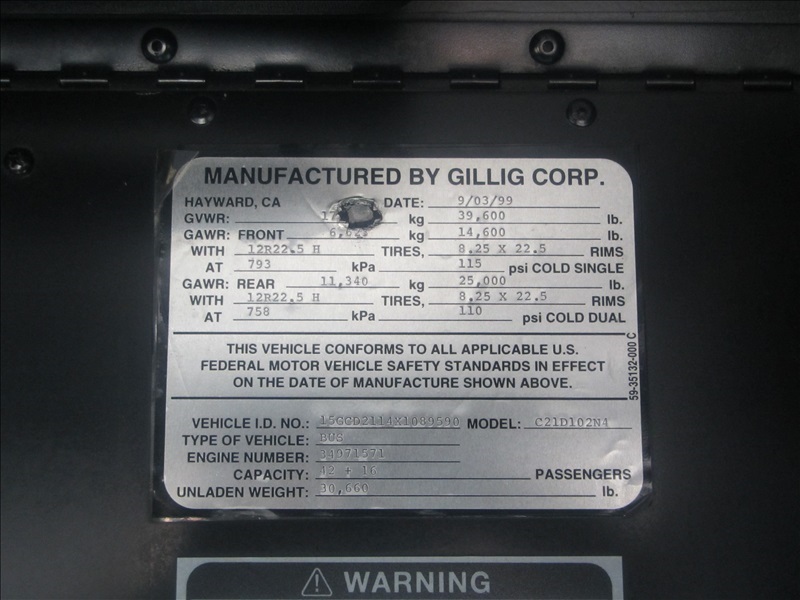 MANUFACTURED BY GILLIG CORP.
HAYWARD, CA DATE: 9/03/99
GVWR: kg 39,600 lb.
GAWR: FRONT kg 14,600 lb.
WITH 12R22.5 H TIRES, 8.25 X 22.5 RIMS
AT 793 kPa 115 psi COLD SINGLE
GAWR: REAR 11,340 kg 25,000 lb.
WITH 12R22.5 H TIRES, 8.25 X 22.5 RIMS
AT 758 kPa 110 psi COLD DUAL
THIS VEHICLE CONFORMS TO ALL APPLICABLE U.S.
FEDERAL MOTOR VEHICLE SAFETY STANDARDS IN EFFECT
ON THE DATE OF MANUFACTURE SHOWN ABOVE.
59-35132-000 C
VEHICLE I.D. NO.: 15GCD2114X1089590 MODEL: C21D102N4
TYPE OF VEHICLE: BUS
ENGINE NUMBER: 34971571
CAPACITY: 42 + 16 PASSENGERS
UNLADEN WEIGHT: 30,660 lb.
WARNING